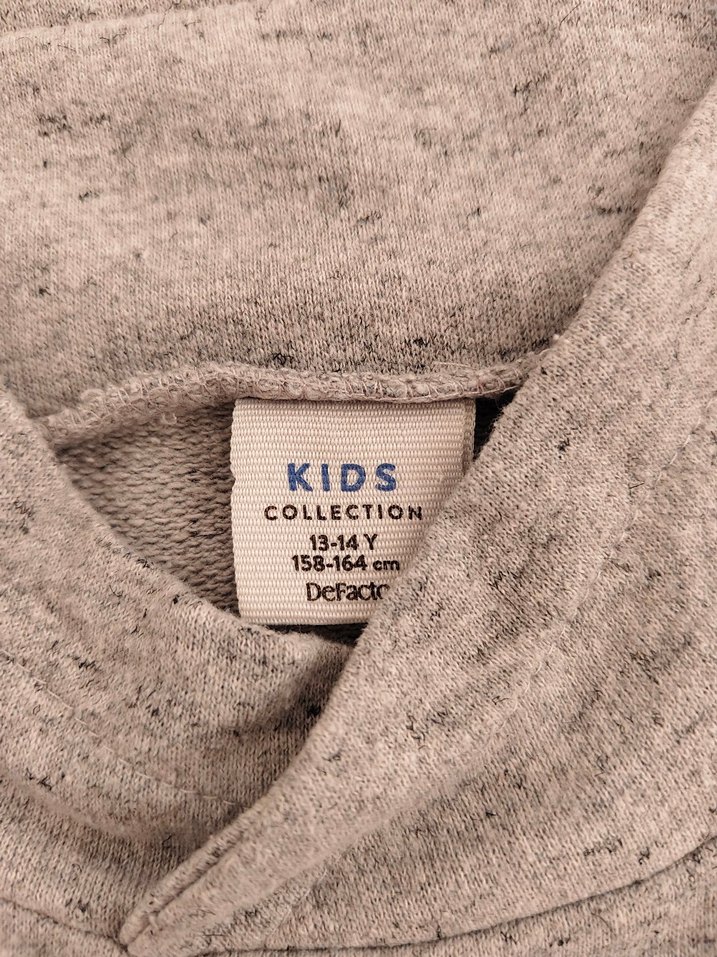 KIDS
COLLECTION
13-14 Y
158-164 cm
DeFacto